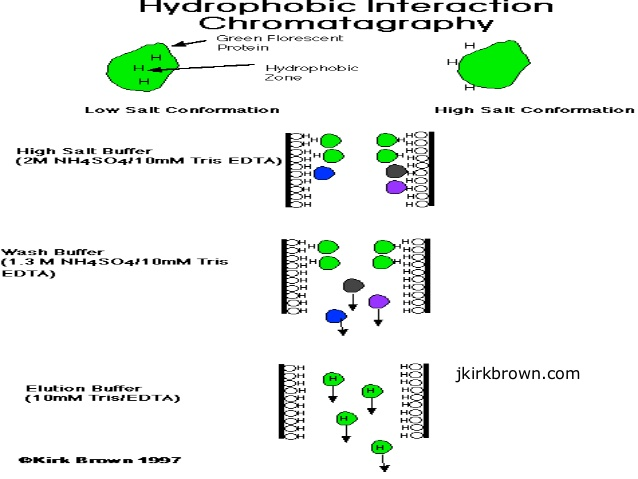 Hydrophobic Interaction
Chromatagraphy
Green Florescent
Protein
H
H
H
Hydrophobic
Zone
H
H
H
Low Salt Conformation
High Salt Conformation
High Salt Buffer
(2M NH4SO4/10mM Tris EDTA)
Wash Buffer
(1.3 M NH4SO4/10mM Tris
EDTA)
Elution Buffer
(10mM Tris/EDTA)
H
H
H
H
jkirkbrown.com
©Kirk Brown 1997